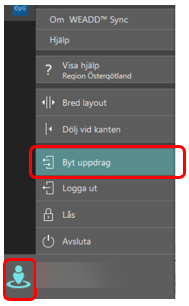 Om WEADD™ Sync
Hjälp
? Visa hjälp
Region Östergötland
Bred layout
Dölj vid kanten
Byt uppdrag
Logga ut
Lås
Avsluta